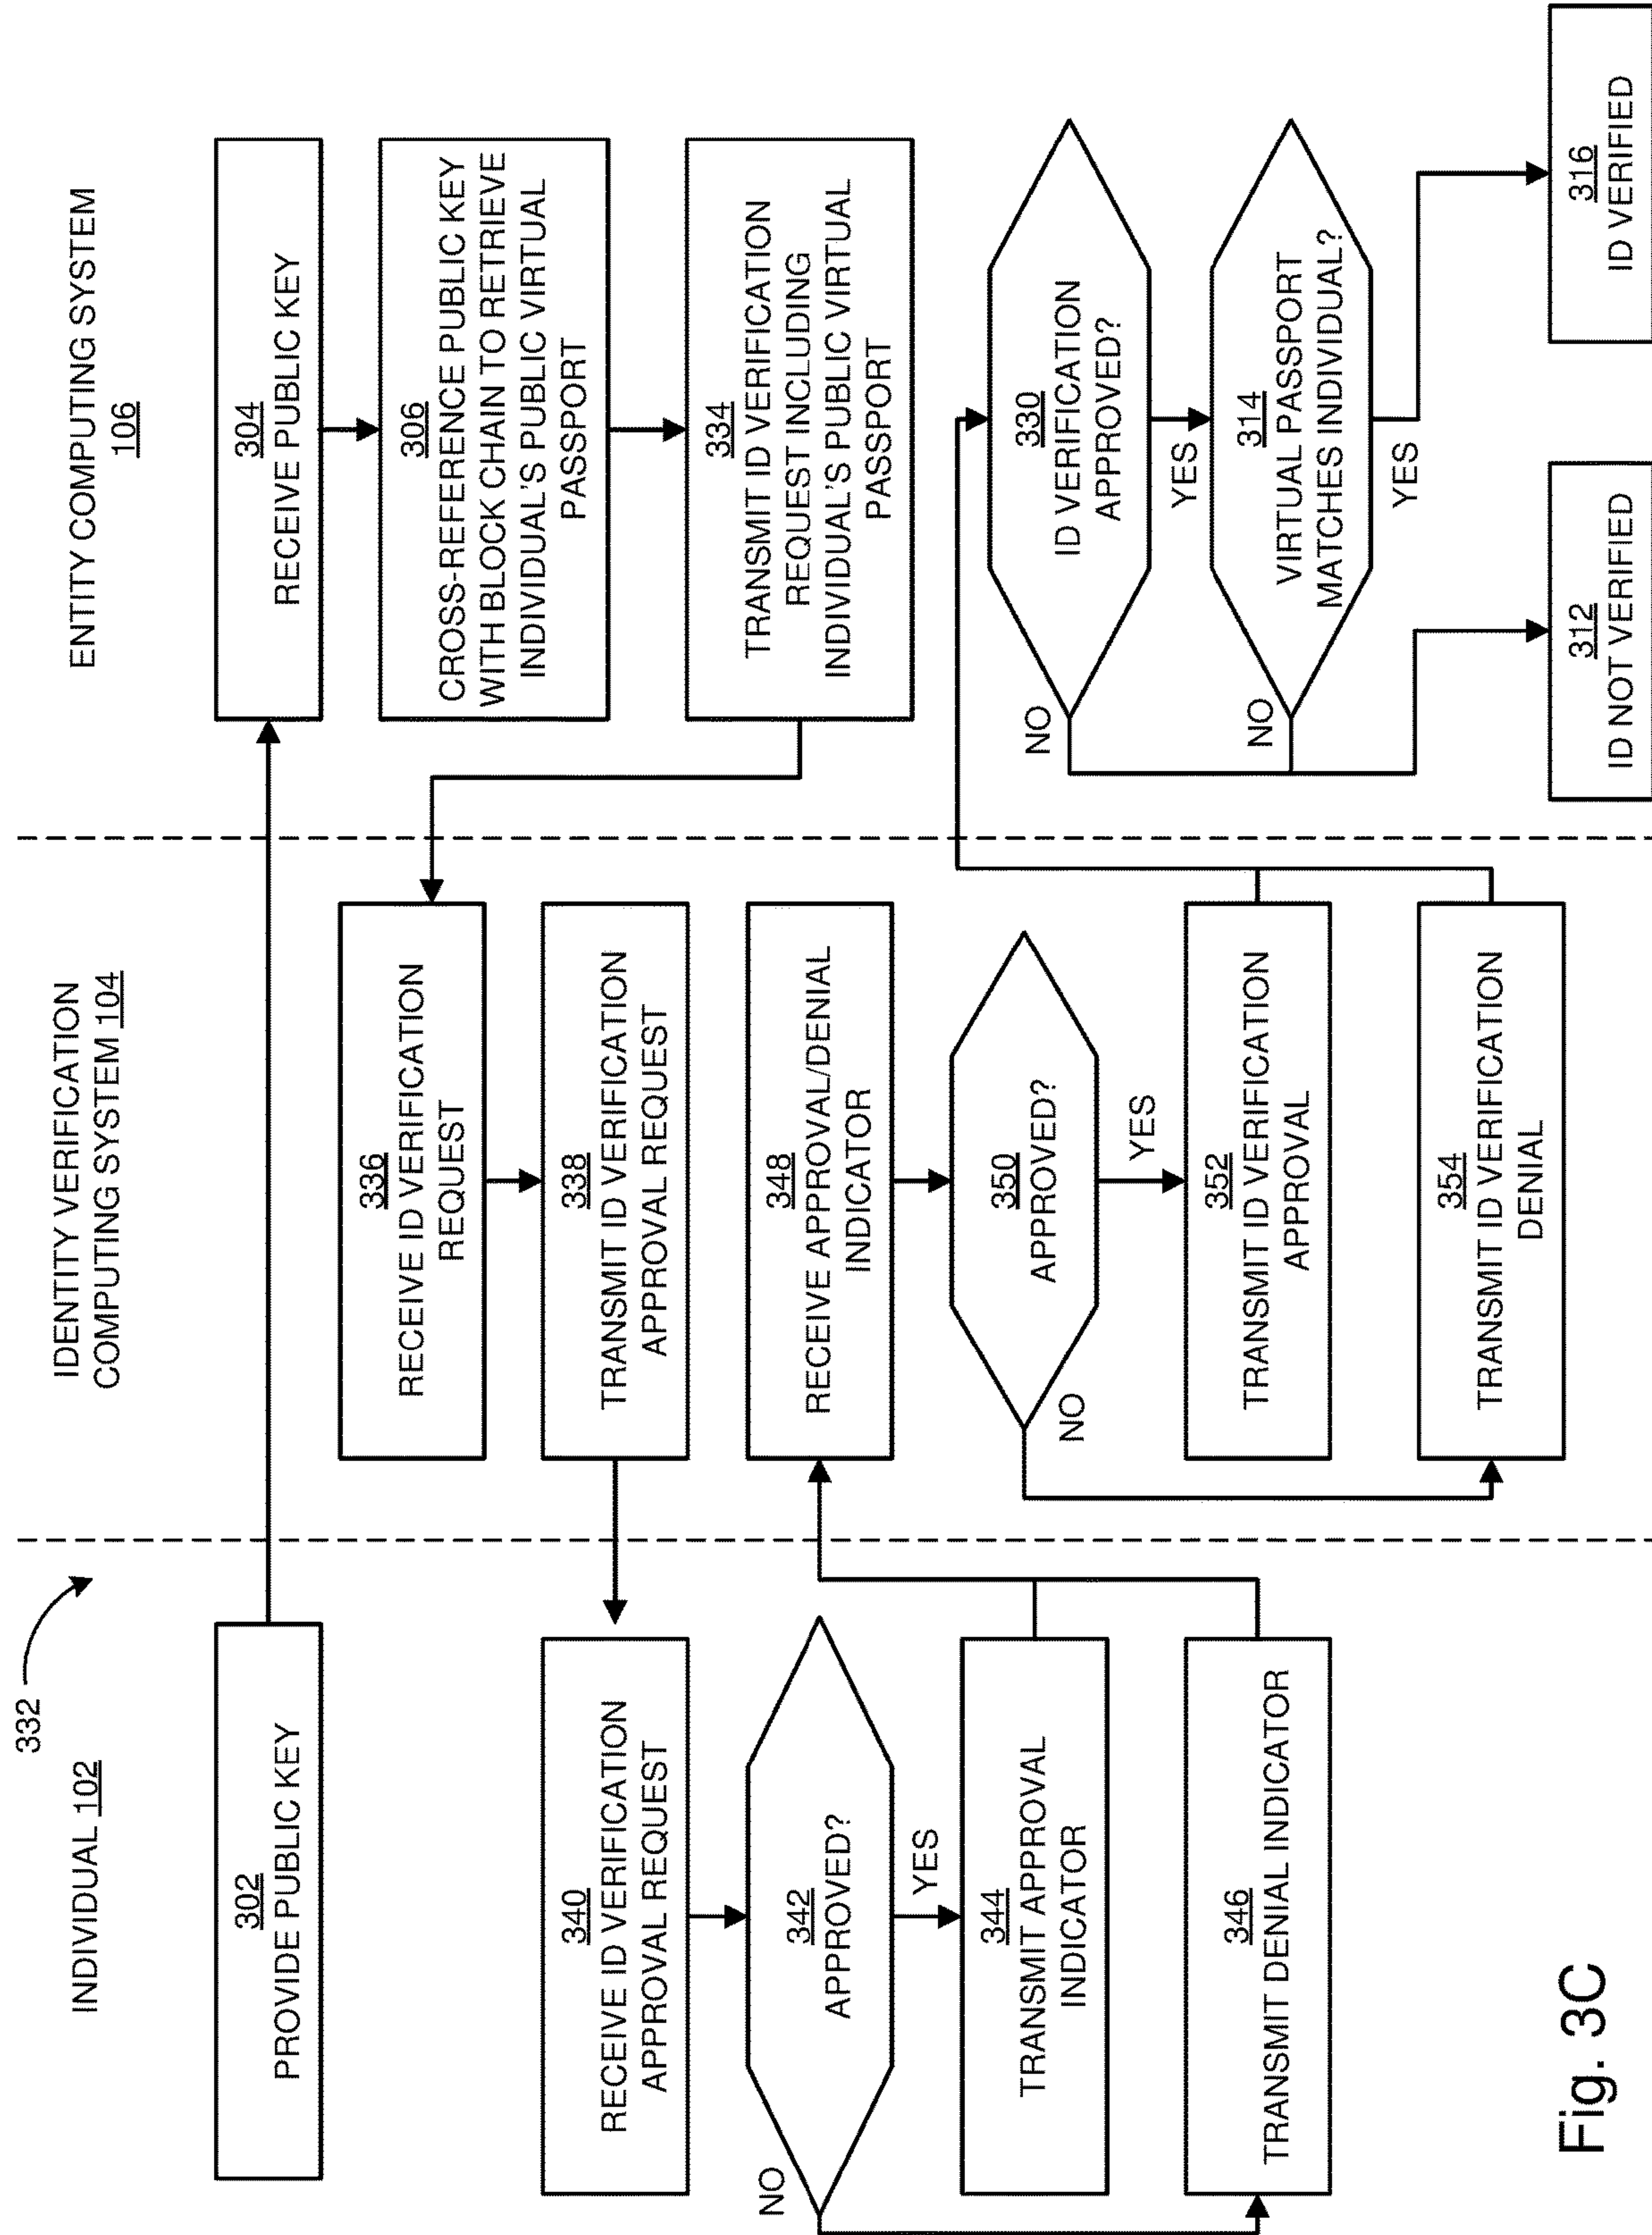 332
INDIVIDUAL 102
302
PROVIDE PUBLIC KEY
340
RECEIVE ID VERIFICATION
APPROVAL REQUEST
342
APPROVED?
NO
YES
344
TRANSMIT APPROVAL
INDICATOR
346
TRANSMIT DENIAL INDICATOR
IDENTITY VERIFICATION
COMPUTING SYSTEM 104
336
RECEIVE ID VERIFICATION
REQUEST
338
TRANSMIT ID VERIFICATION
APPROVAL REQUEST
348
RECEIVE APPROVAL/DENIAL
INDICATOR
350
APPROVED?
NO
YES
352
TRANSMIT ID VERIFICATION
APPROVAL
354
TRANSMIT ID VERIFICATION
DENIAL
ENTITY COMPUTING SYSTEM
106
304
RECEIVE PUBLIC KEY
306
CROSS-REFERENCE PUBLIC KEY
WITH BLOCK CHAIN TO RETRIEVE
INDIVIDUAL'S PUBLIC VIRTUAL
PASSPORT
334
TRANSMIT ID VERIFICATION
REQUEST INCLUDING
INDIVIDUAL'S PUBLIC VIRTUAL
PASSPORT
330
ID VERIFICATION
APPROVED?
NO
YES
314
VIRTUAL PASSPORT
MATCHES INDIVIDUAL?
NO
YES
312
ID NOT VERIFIED
316
ID VERIFIED
Fig. 3C